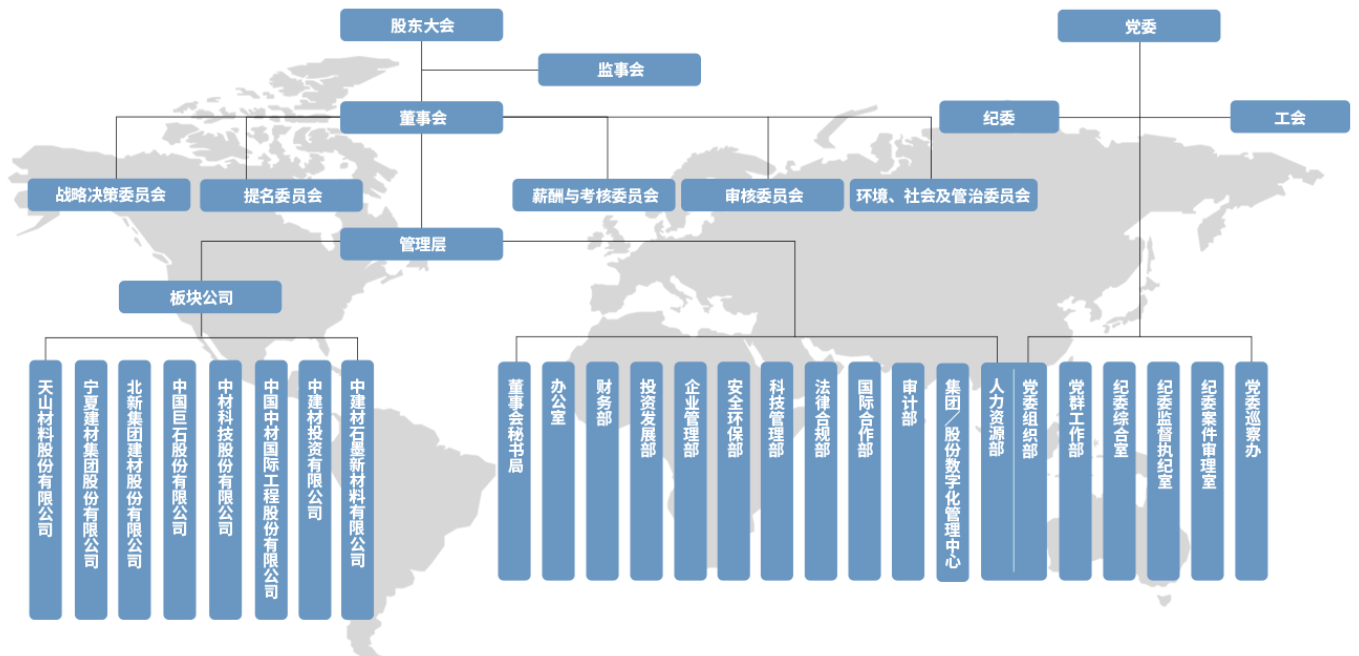 股东大会
党委
监事会
董事会
纪委
工会
战略决策委员会
提名委员会
薪酬与考核委员会
审核委员会
环境、社会及管治委员会
管理层
板块公司
天山材料股份有限公司
宁夏建材集团股份有限公司
北新集团建材股份有限公司
中国巨石股份有限公司
中材科技股份有限公司
中国中材国际工程股份有限公司
中建材投资有限公司
中建材石墨新材料有限公司
董事会秘书局
办公室
财务部
投资发展部
企业管理部
安全环保部
科技管理部
法律合规部
国际合作部
审计部
集团／股份数字化管理中心
人力资源部
党委组织部
党群工作部
纪委综合室
纪委监督执纪室
纪委案件审理室
党委巡察办